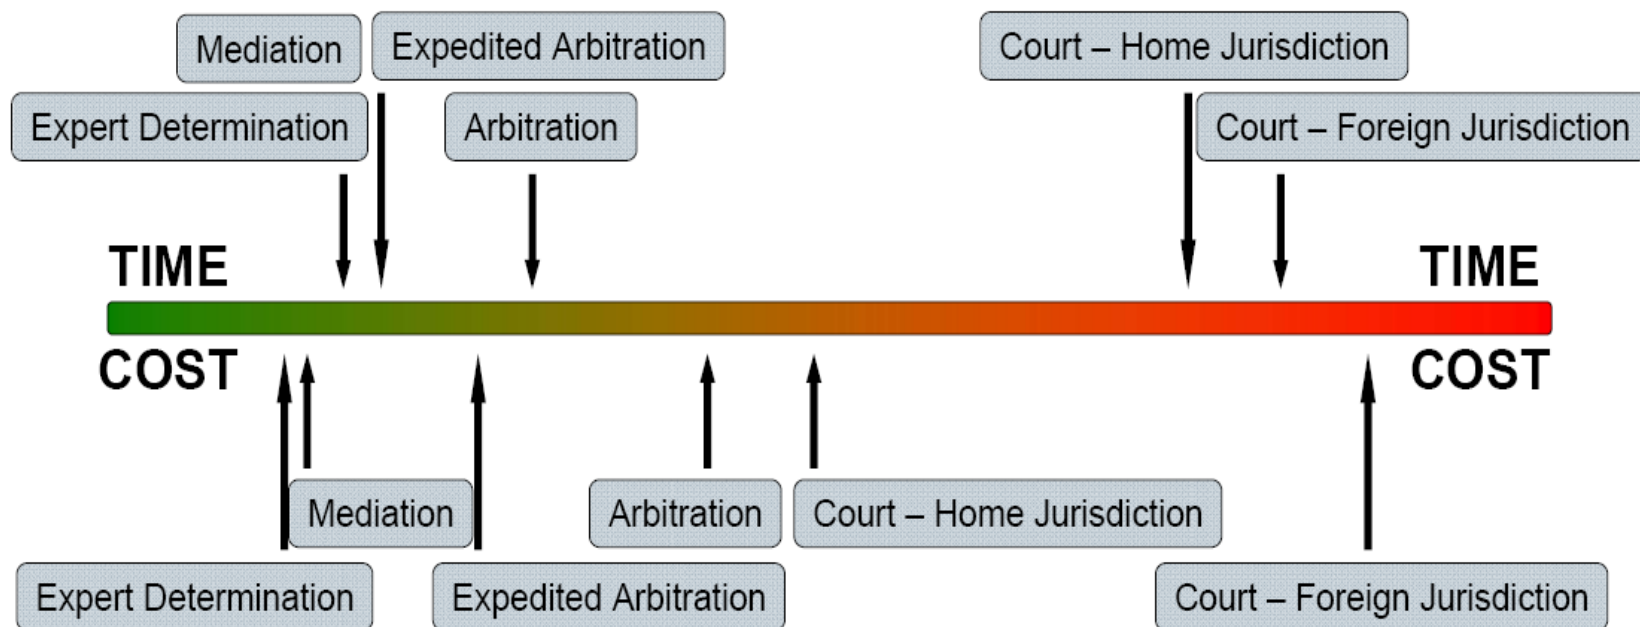 Mediation
Expedited Arbitration
Court – Home Jurisdiction
Expert Determination
Arbitration
Court – Foreign Jurisdiction
TIME
TIME
COST
COST
Mediation
Arbitration
Court – Home Jurisdiction
Expert Determination
Expedited Arbitration
Court – Foreign Jurisdiction